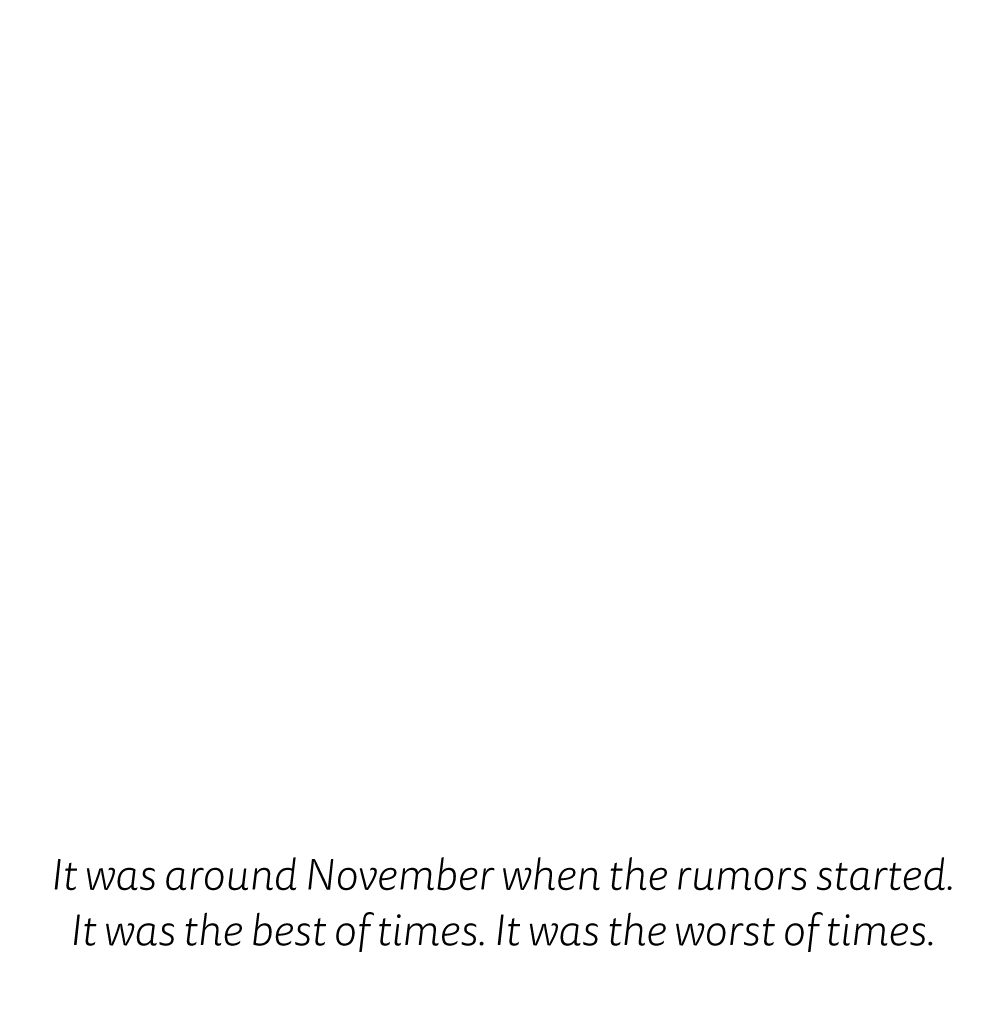 It was around November when the rumors started.
It was the best of times. It was the worst of times.